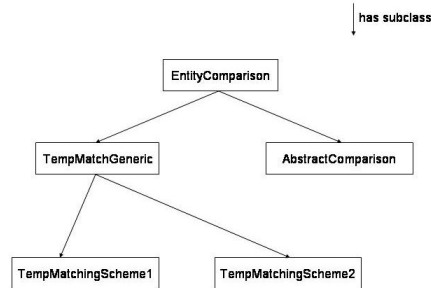 has subclass
EntityComparison
TempMatchGeneric
AbstractComparison
TempMatchingScheme1
TempMatchingScheme2